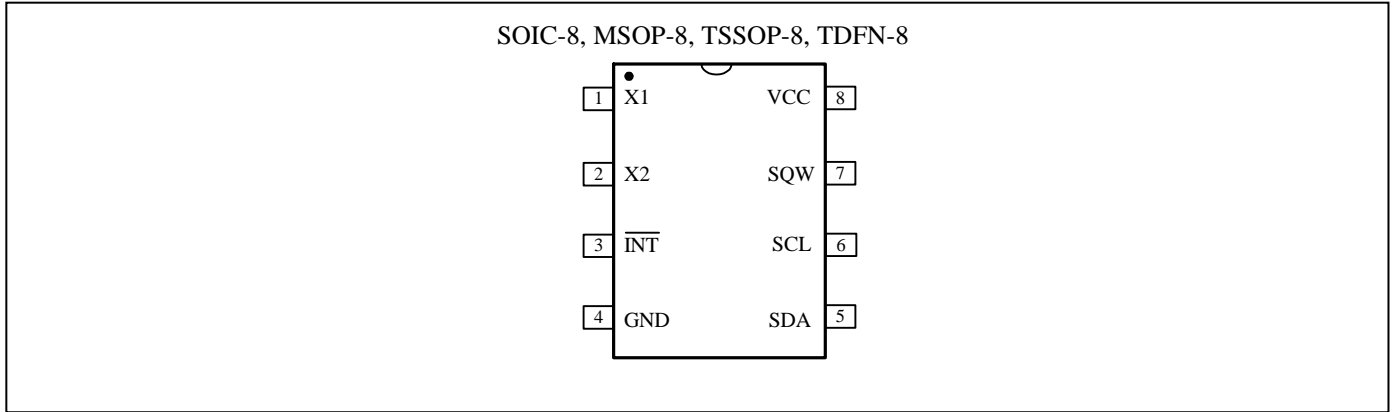 SOIC-8, MSOP-8, TSSOP-8, TDFN-8
1 X1 VCC 8
2 X2 SQW 7
3 I̅N̅T̅ SCL 6
4 GND SDA 5